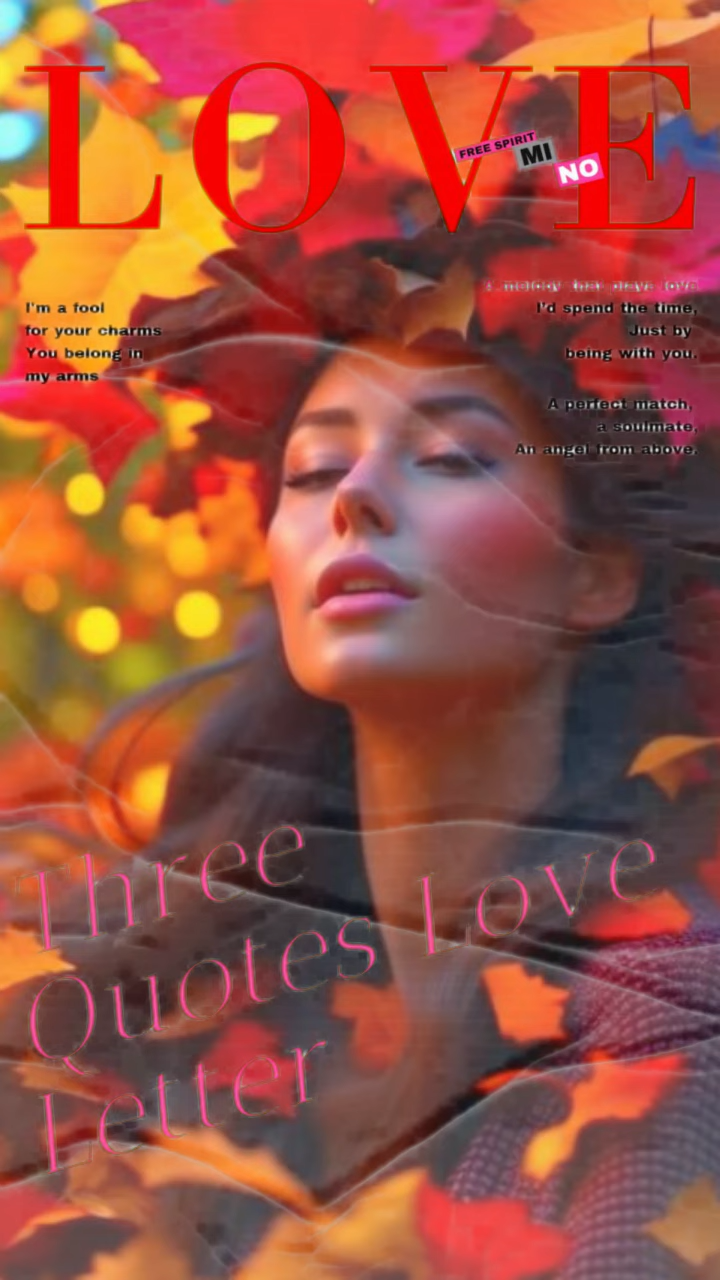 LOVE
FREE SPIRIT
MI
NO
I'm a fool
for your charms
You belong in
my arms
I'd spend the time,
Just by
being with you.
A perfect match,
a soulmate,
An angel from above.
Three
Quotes Love
Letter